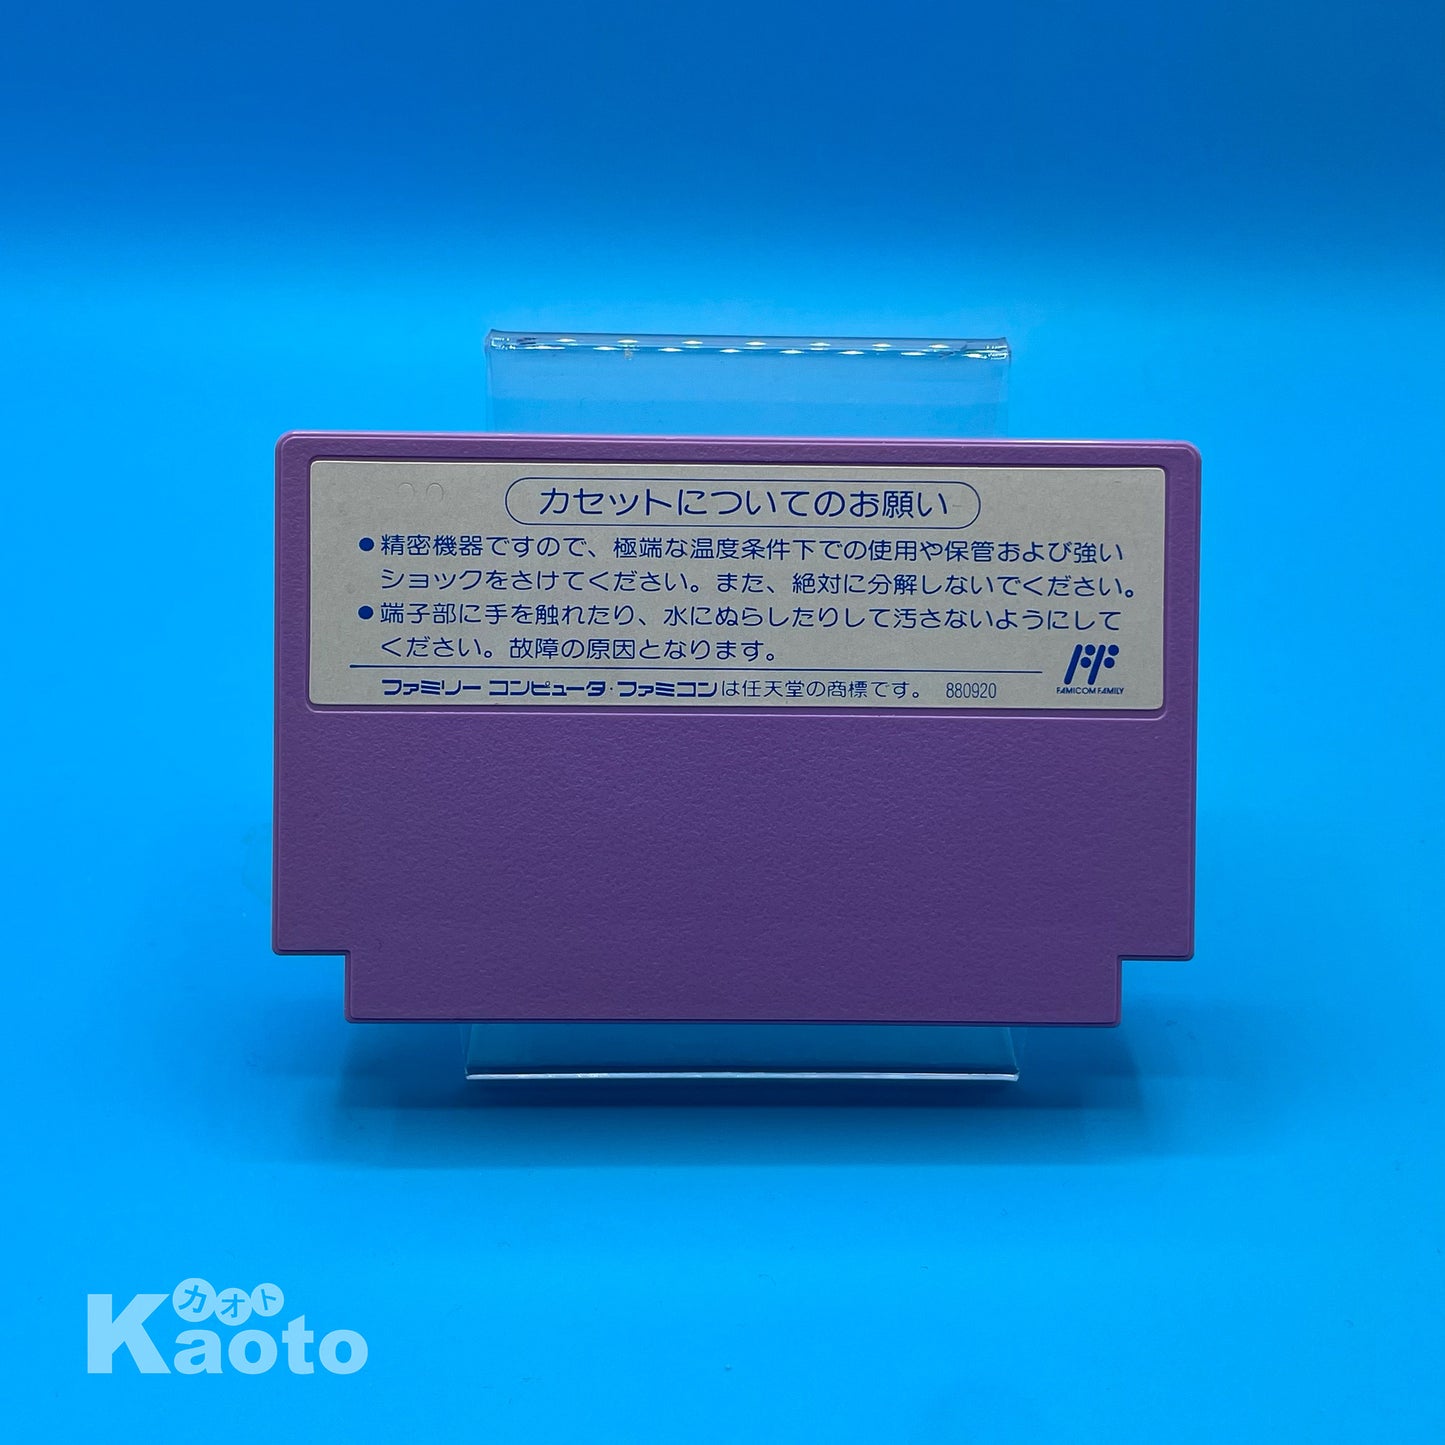 カセットについてのお願い
●精密機器ですので、極端な温度条件下での使用や保管および強い
ショックをさけてください。また、絶対に分解しないでください。
●端子部に手を触れたり、水にぬらしたりして汚さないようにして
ください。故障の原因となります。
ファミリー コンピュータ・ファミコンは任天堂の商標です。 880920
FAMICOM FAMILY
カオト
Kaoto